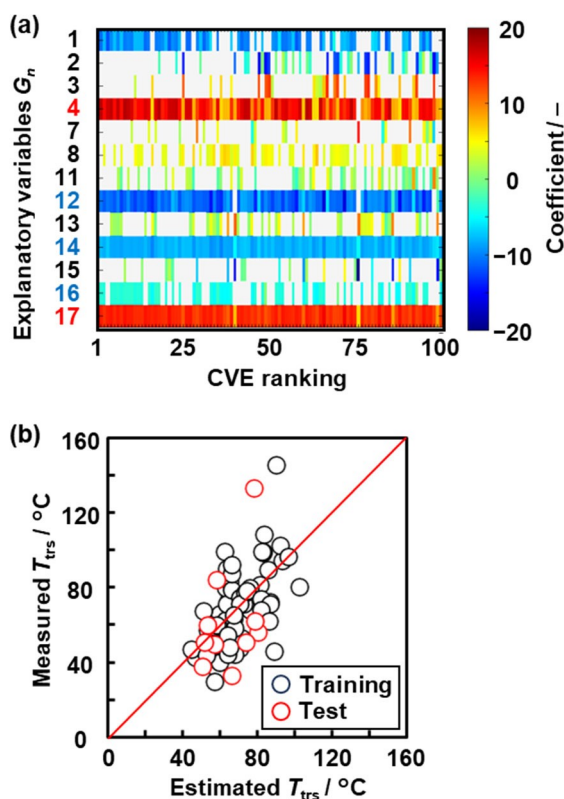 (a)
Explanatory variables Gn
1
2
3
4
7
8
11
12
13
14
15
16
17
1 25 50 75 100
CVE ranking
20
10
0
−10
−20
Coefficient / −
(b)
Measured Ttrs / °C
160
120
80
40
0
0 40 80 120 160
Training
Test
Estimated Ttrs / °C